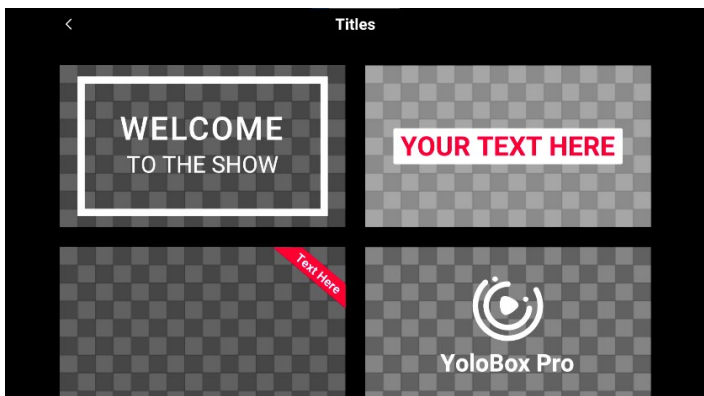 Titles
WELCOME
TO THE SHOW
YOUR TEXT HERE
Text Here
YoloBox Pro